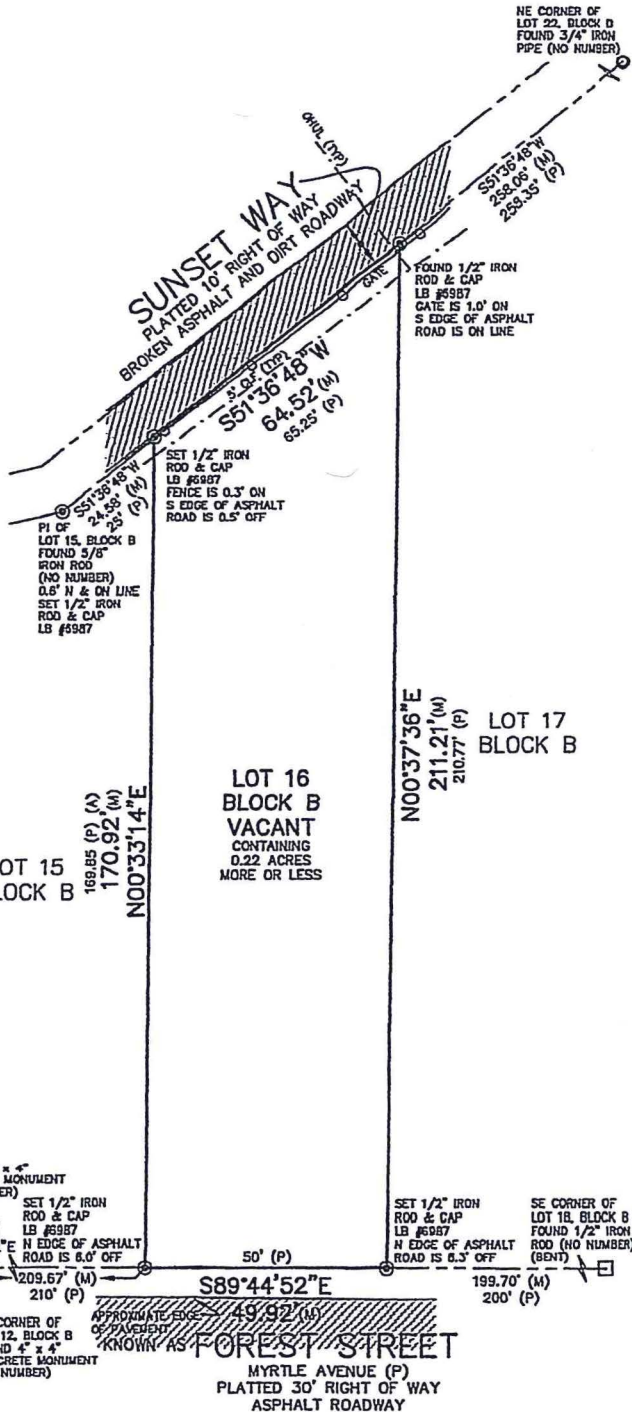 NE CORNER OF
LOT 22, BLOCK D
FOUND 3/4" IRON
PIPE (NO NUMBER)
OHUL (TYP)
SUNSET WAY
PLATTED 10' RIGHT OF WAY
BROKEN ASPHALT AND DIRT ROADWAY
S51°36'48"W
258.06' (M)
258.35' (P)
GATE
FOUND 1/2" IRON
ROD & CAP
LB #6987
GATE IS 1.0' ON
S EDGE OF ASPHALT
ROAD IS ON LINE
5' CLF (TYP)
S51°36'48"W
64.52' (M)
65.25' (P)
SET 1/2" IRON
ROD & CAP
LB #6987
FENCE IS 0.3' ON
S EDGE OF ASPHALT
ROAD IS 0.5' OFF
S51°36'48"W
24.58' (M)
25' (P)
PI OF
LOT 15, BLOCK B
FOUND 5/8"
IRON ROD
(NO NUMBER)
0.6' N & ON LINE
SET 1/2" IRON
ROD & CAP
LB #6987
N00°37'36"E
211.21' (M)
210.77' (P)
LOT 17
BLOCK B
LOT 16
BLOCK B
VACANT
CONTAINING
0.22 ACRES
MORE OR LESS
169.85 (P) (A)
170.92' (M)
N00°33'14"E
OT 15
LOCK B
x 4"
MONUMENT
ER)
SET 1/2" IRON
ROD & CAP
LB #6987
N EDGE OF ASPHALT
ROAD IS 6.0' OFF
"E
209.67' (M)
210' (P)
50' (P)
S89°44'52"E
49.92' (M)
SET 1/2" IRON
ROD & CAP
LB #6987
N EDGE OF ASPHALT
ROAD IS 6.3' OFF
SE CORNER OF
LOT 18, BLOCK B
FOUND 1/2" IRON
ROD (NO NUMBER)
(BENT)
199.70' (M)
200' (P)
CORNER OF
12, BLOCK B
ND 4" x 4"
CRETE MONUMENT
NUMBER)
APPROXIMATE EDGE
OF PAVEMENT
KNOWN AS FOREST STREET
MYRTLE AVENUE (P)
PLATTED 30' RIGHT OF WAY
ASPHALT ROADWAY